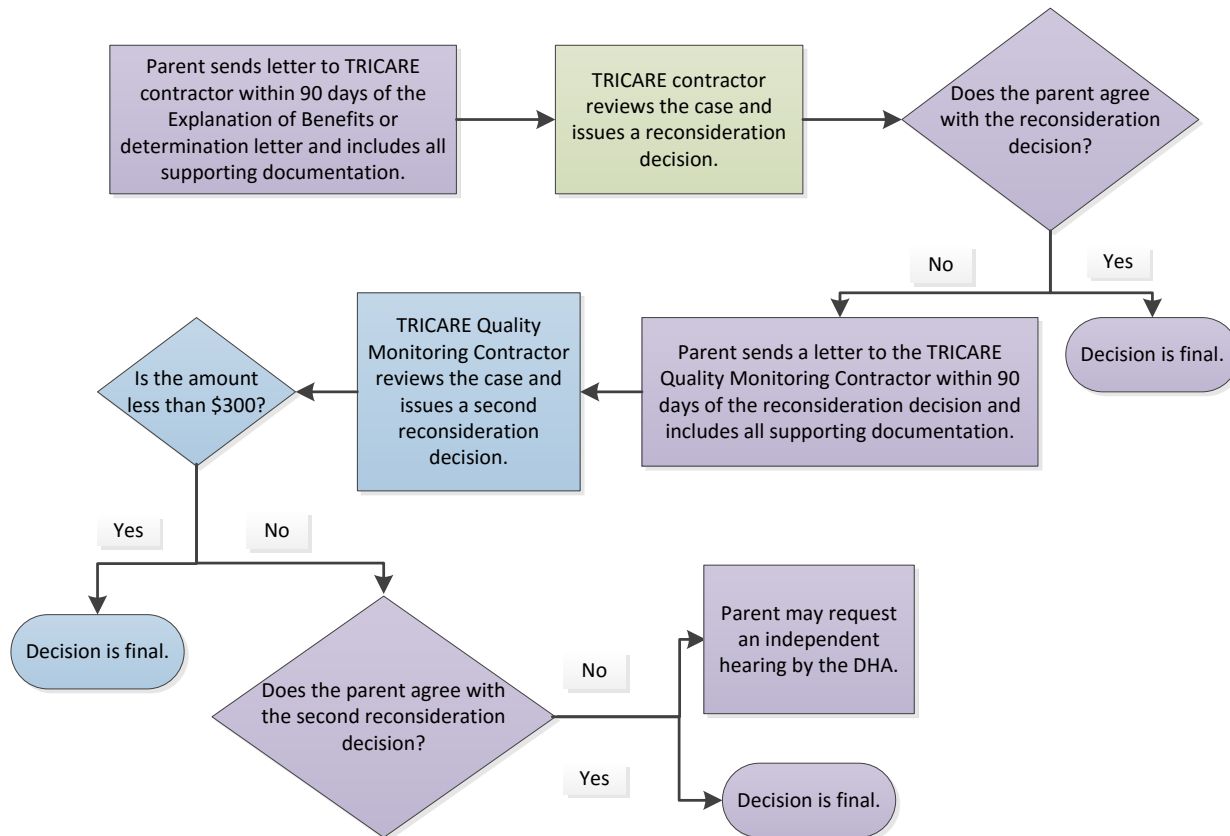 Parent sends letter to TRICARE
contractor within 90 days of the
Explanation of Benefits or
determination letter and includes all
supporting documentation.
TRICARE contractor
reviews the case and
issues a reconsideration
decision.
Does the parent agree
with the reconsideration
decision?
No
Yes
Decision is final.
Parent sends a letter to the TRICARE
Quality Monitoring Contractor within 90
days of the reconsideration decision and
includes all supporting documentation.
TRICARE Quality
Monitoring Contractor
reviews the case and
issues a second
reconsideration
decision.
Is the amount
less than $300?
Yes
No
Decision is final.
Does the parent agree with
the second reconsideration
decision?
No
Parent may request
an independent
hearing by the DHA.
Yes
Decision is final.